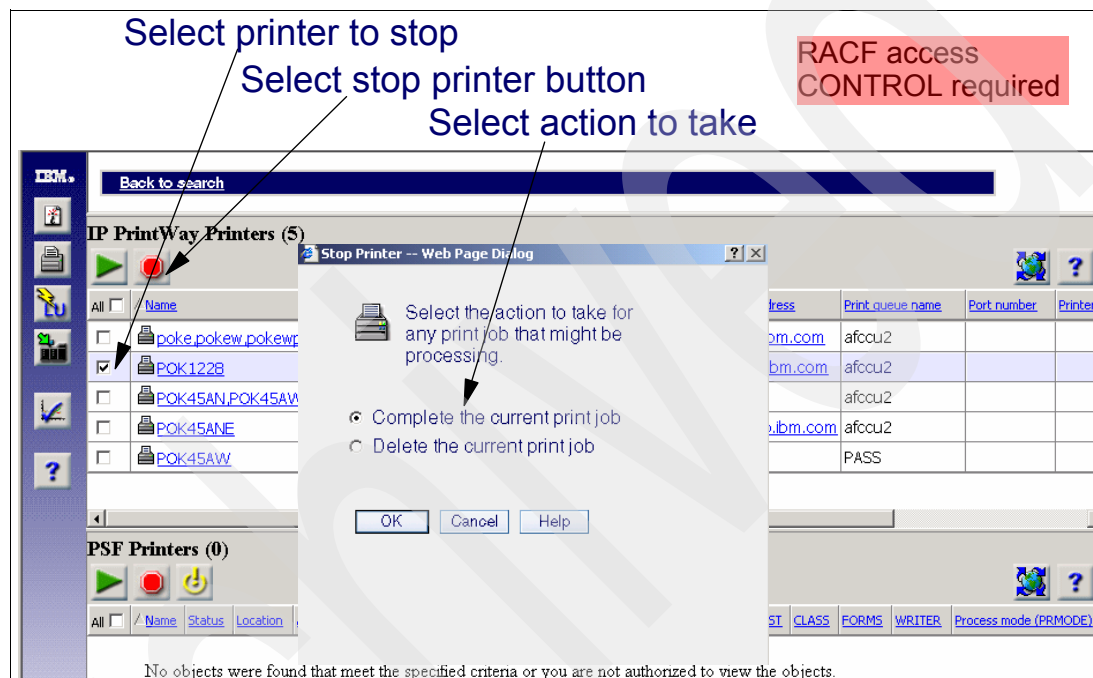 Select printer to stop
Select stop printer button
Select action to take
RACF access
CONTROL required
IBM
Back to search
IP PrintWay Printers (5)
Stop Printer -- Web Page Dialog
Select the action to take for
any print job that might be
processing.
Complete the current print job
Delete the current print job
OK Cancel Help
All Name Print queue name Port number Printer
poke,pokew,pokewp om.com afccu2
POK1228 bm.com afccu2
POK45AN,POK45AW afccu2
POK45ANE .ibm.com afccu2
POK45AW PASS
LU
PSF Printers (0)
All Name Status Location ST CLASS FORMS WRITER Process mode (PRMODE)
No objects were found that meet the specified criteria or you are not authorized to view the objects.